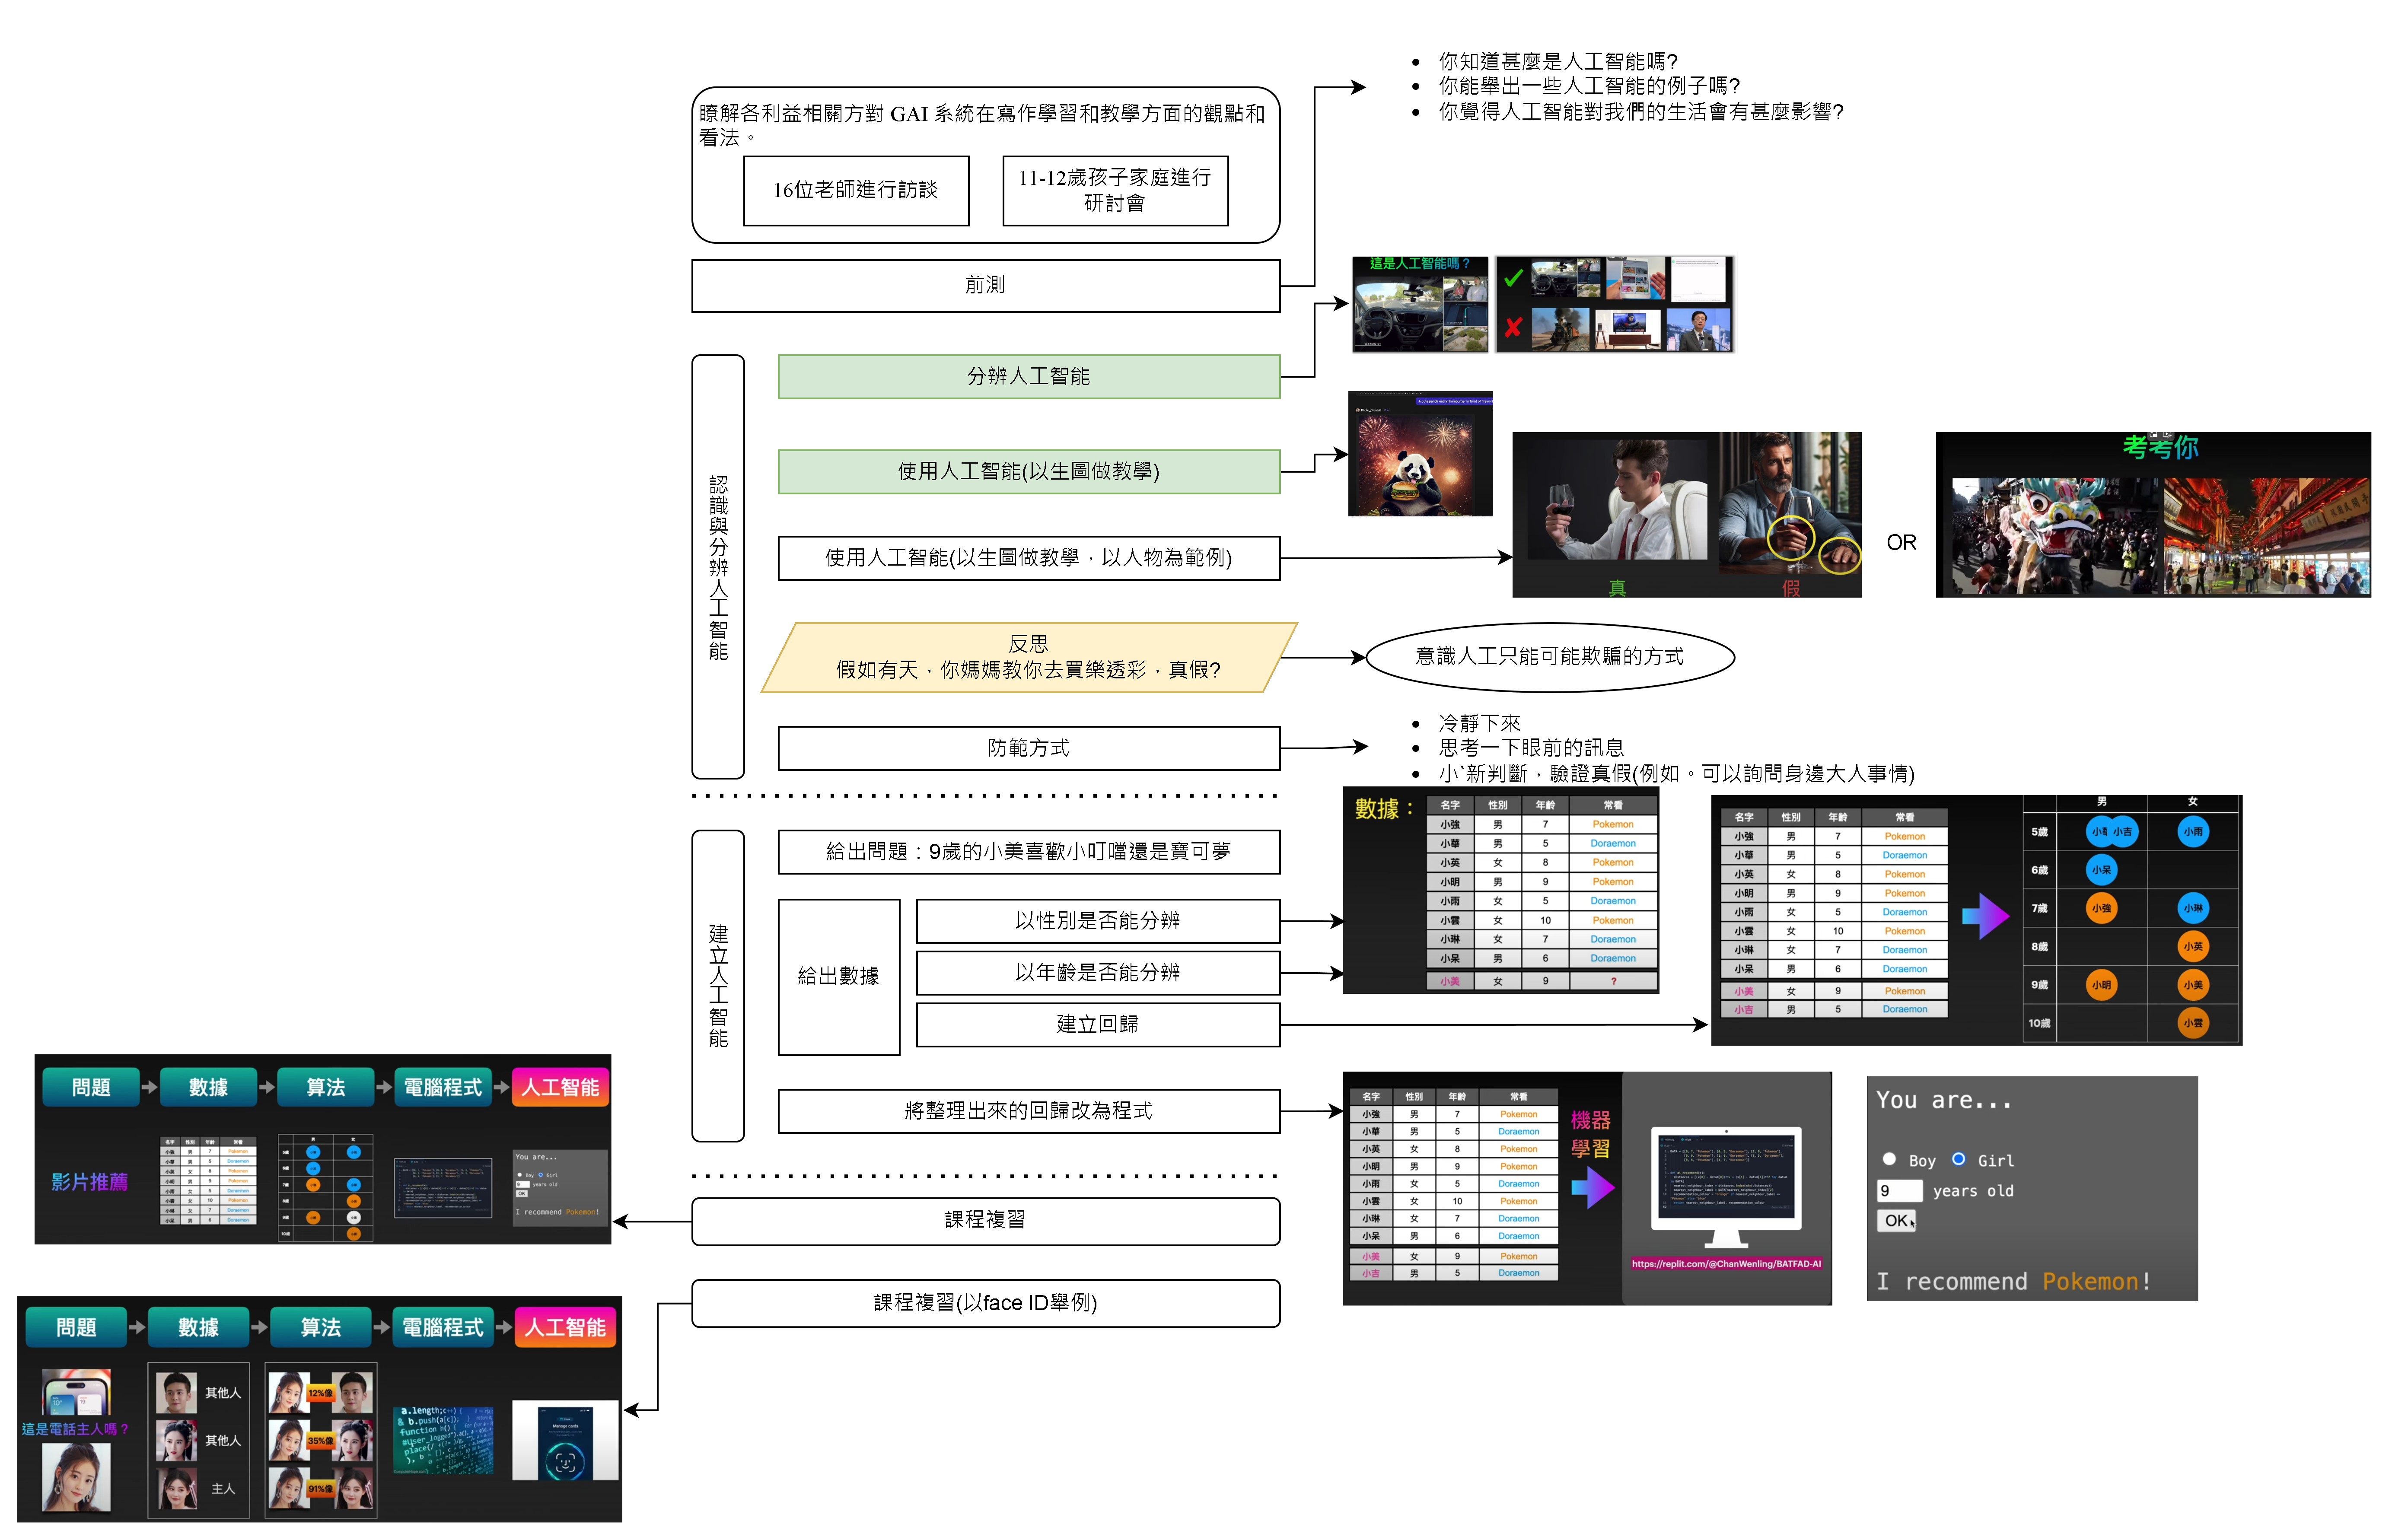 瞭解各利益相關方對 GAI 系統在寫作學習和教學方面的觀點和
看法。
16位老師進行訪談
11-12歲孩子家庭進行
研討會
前測
你知道甚麼是人工智能嗎?
你能舉出一些人工智能的例子嗎?
你覺得人工智能對我們的生活會有甚麼影響?
認識與分辨人工智能
分辨人工智能
這是人工智能嗎？
使用人工智能(以生圖做教學)
使用人工智能(以生圖做教學，以人物為範例)
真
假
OR
考考你
反思
假如有天，你媽媽教你去買樂透彩，真假?
意識人工只能可能欺騙的方式
防範方式
冷靜下來
思考一下眼前的訊息
小`新判斷，驗證真假(例如。可以詢問身邊大人事情)
建立人工智能
給出問題：9歲的小美喜歡小叮噹還是寶可夢
給出數據
以性別是否能分辨
以年齡是否能分辨
建立回歸
將整理出來的回歸改為程式
數據：
名字 性別 年齡 常看
小強 男 7 Pokemon
小華 男 5 Doraemon
小英 女 8 Pokemon
小明 男 9 Pokemon
小雨 女 5 Doraemon
小雲 女 10 Pokemon
小琳 女 7 Doraemon
小呆 男 6 Doraemon
小美 女 9 ?
名字 性別 年齡 常看
小強 男 7 Pokemon
小華 男 5 Doraemon
小英 女 8 Pokemon
小明 男 9 Pokemon
小雨 女 5 Doraemon
小雲 女 10 Pokemon
小琳 女 7 Doraemon
小呆 男 6 Doraemon
小美 女 9 Pokemon
小吉 男 5 Doraemon
男 女
5歲 小吉 小雨
6歲 小呆
7歲 小強 小琳
8歲 小英
9歲 小明 小美
10歲 小雲
名字 性別 年齡 常看
小強 男 7 Pokemon
小華 男 5 Doraemon
小英 女 8 Pokemon
小明 男 9 Pokemon
小雨 女 5 Doraemon
小雲 女 10 Pokemon
小琳 女 7 Doraemon
小呆 男 6 Doraemon
小美 女 9 Pokemon
小吉 男 5 Doraemon
機器
學習
https://replit.com/@ChanWenling/BATFAD-AI
You are...
Boy Girl
9 years old
OK
I recommend Pokemon!
課程複習
問題 數據 算法 電腦程式 人工智能
影片推薦
You are...
Boy Girl
9 years old
OK
I recommend Pokemon!
課程複習(以face ID舉例)
問題 數據 算法 電腦程式 人工智能
這是電話主人嗎？
其他人
其他人
主人
12%像
35%像
91%像
a.length;c++) {
& b.push(a[c]);
function h()
Manage cards